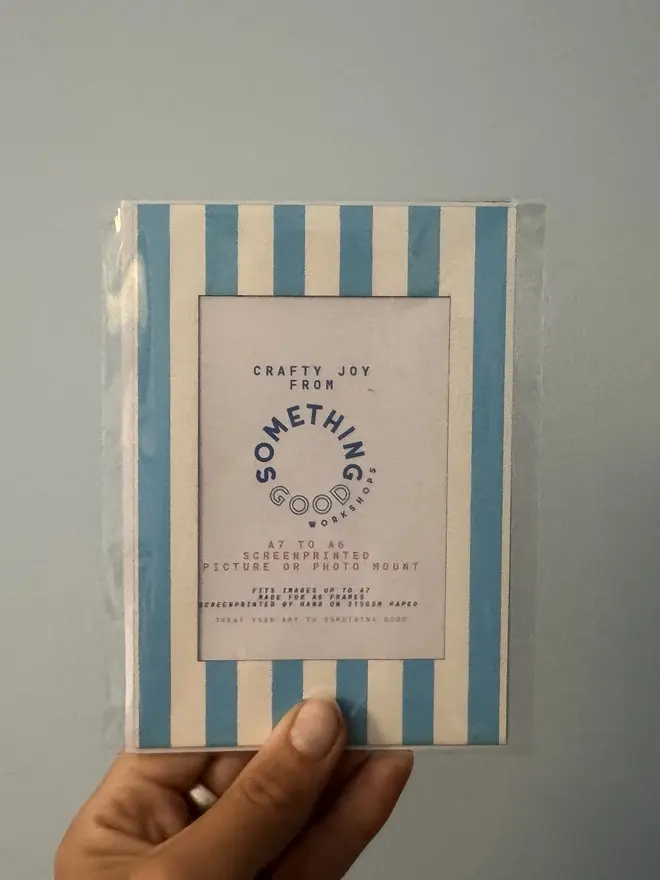 CRAFTY JOY
FROM
SOMETHING
GOOD
WORKSHOPS
A7 TO A6
SCREENPRINTED
PICTURE OR PHOTO MOUNT
FITS IMAGES UP TO A7
MADE FOR A6 FRAMES
SCREENPRINTED BY HAND ON 315GSM PAPER
TREAT YOUR ART TO SOMETHING GOOD